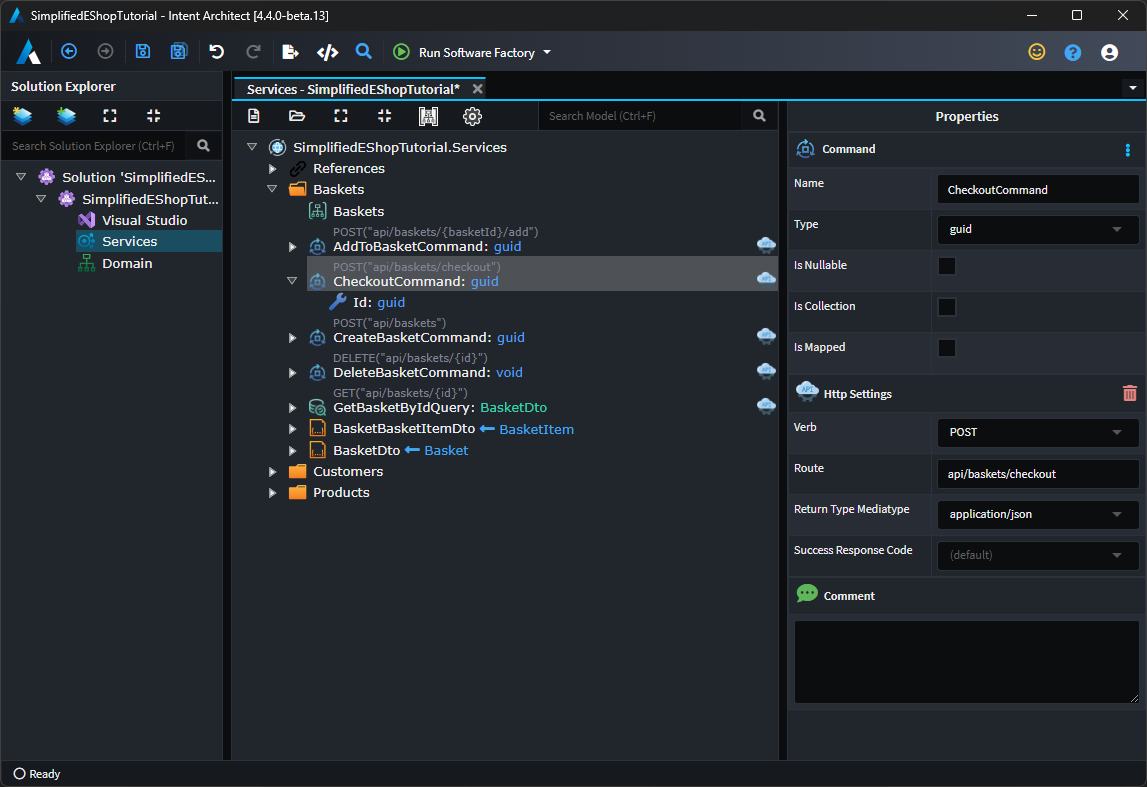 SimplifiedEShopTutorial - Intent Architect [4.4.0-beta.13]
Run Software Factory
Solution Explorer
Search Solution Explorer (Ctrl+F)
Solution 'SimplifiedES...
SimplifiedEShopTut...
Visual Studio
Services
Domain
Services - SimplifiedEShopTutorial*
Search Model (Ctrl+F)
SimplifiedEShopTutorial.Services
References
Baskets
Baskets
POST("api/baskets/{basketId}/add")
AddToBasketCommand: guid
POST("api/baskets/checkout")
CheckoutCommand: guid
Id: guid
POST("api/baskets")
CreateBasketCommand: guid
DELETE("api/baskets/{id}")
DeleteBasketCommand: void
GET("api/baskets/{id}")
GetBasketByIdQuery: BasketDto
BasketBasketItemDto BasketItem
BasketDto Basket
Customers
Products
Properties
Command
Name
CheckoutCommand
Type
guid
Is Nullable
Is Collection
Is Mapped
API
Http Settings
Verb
POST
Route
api/baskets/checkout
Return Type Mediatype
application/json
Success Response Code
(default)
Comment
Ready